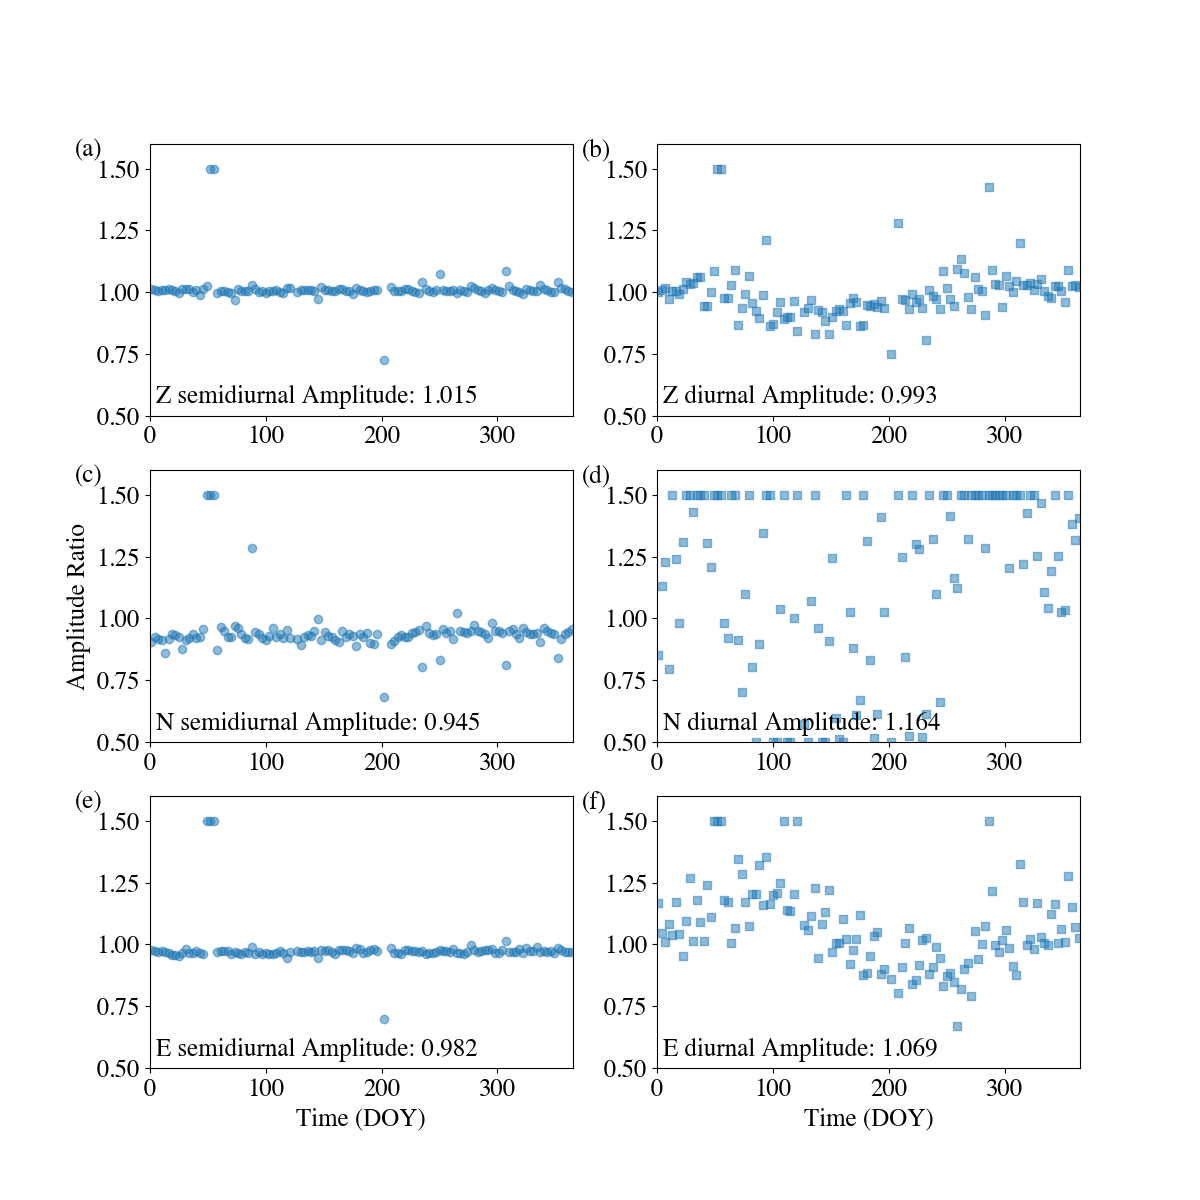 (a)
1.50
1.25
1.00
0.75
0.50
Z semidiurnal Amplitude: 1.015
0 100 200 300
(b)
1.50
1.25
1.00
0.75
0.50
Z diurnal Amplitude: 0.993
0 100 200 300
Amplitude Ratio
(c)
1.50
1.25
1.00
0.75
0.50
N semidiurnal Amplitude: 0.945
0 100 200 300
(d)
1.50
1.25
1.00
0.75
0.50
N diurnal Amplitude: 1.164
0 100 200 300
(e)
1.50
1.25
1.00
0.75
0.50
E semidiurnal Amplitude: 0.982
0 100 200 300
Time (DOY)
(f)
1.50
1.25
1.00
0.75
0.50
E diurnal Amplitude: 1.069
0 100 200 300
Time (DOY)